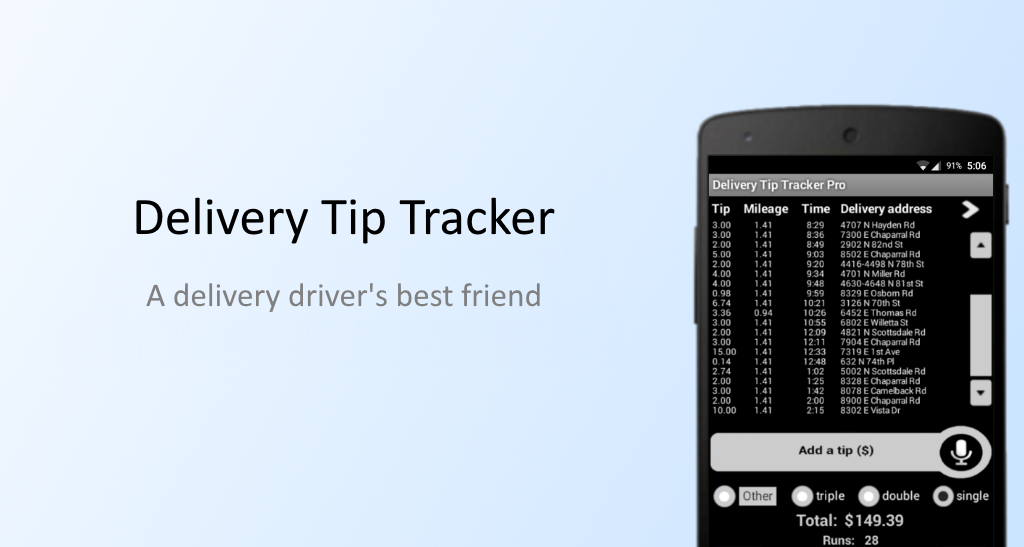 Delivery Tip Tracker
A delivery driver's best friend
91% 5:06
Delivery Tip Tracker Pro
Tip Mileage Time Delivery address
3.00 1.41 8:29 4707 N Hayden Rd
3.00 1.41 8:36 7300 E Chaparral Rd
2.00 1.41 8:49 2902 N 82nd St
5.00 1.41 9:03 8502 E Chaparral Rd
2.00 1.41 9:20 4416-4498 N 78th St
4.00 1.41 9:34 4701 N Miller Rd
4.00 1.41 9:48 4630-4648 N 81st St
0.98 1.41 9:59 8329 E Osborn Rd
6.74 1.41 10:21 3126 N 70th St
3.36 0.94 10:26 6452 E Thomas Rd
3.00 1.41 10:55 6802 E Willetta St
2.00 1.41 12:09 4821 N Scottsdale Rd
3.00 1.41 12:11 7904 E Chaparral Rd
15.00 1.41 12:33 7319 E 1st Ave
0.14 1.41 12:48 632 N 74th Pl
2.74 1.41 1:02 5002 N Scottsdale Rd
2.00 1.41 1:25 8328 E Chaparral Rd
3.00 1.41 1:42 8078 E Camelback Rd
2.00 1.41 2:00 8900 E Chaparral Rd
10.00 1.41 2:15 8302 E Vista Dr
Add a tip ($)
Other triple double single
Total: $149.39
Runs: 28